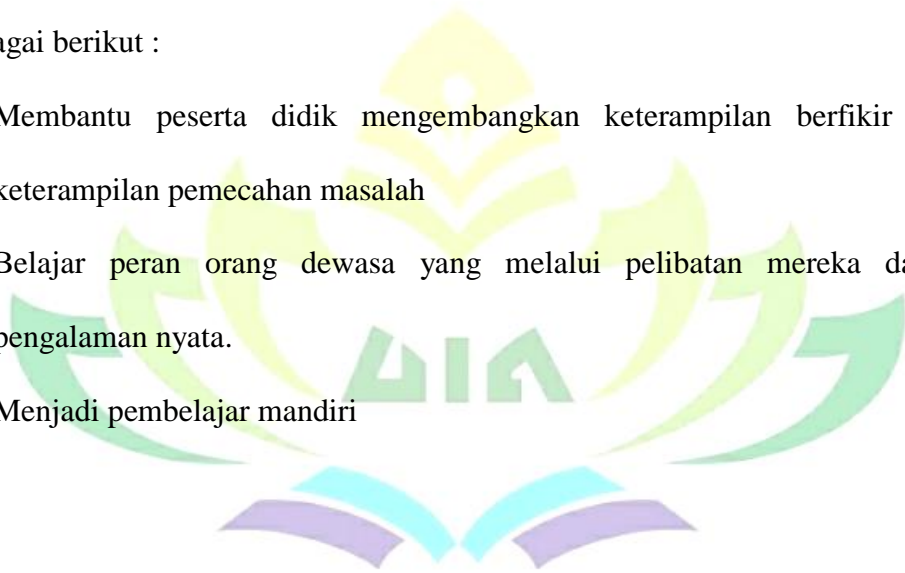 agai berikut :
Membantu peserta didik mengembangkan keterampilan berfikir
keterampilan pemecahan masalah
Belajar peran orang dewasa yang melalui pelibatan mereka da
pengalaman nyata.
UIN
Menjadi pembelajar mandiri